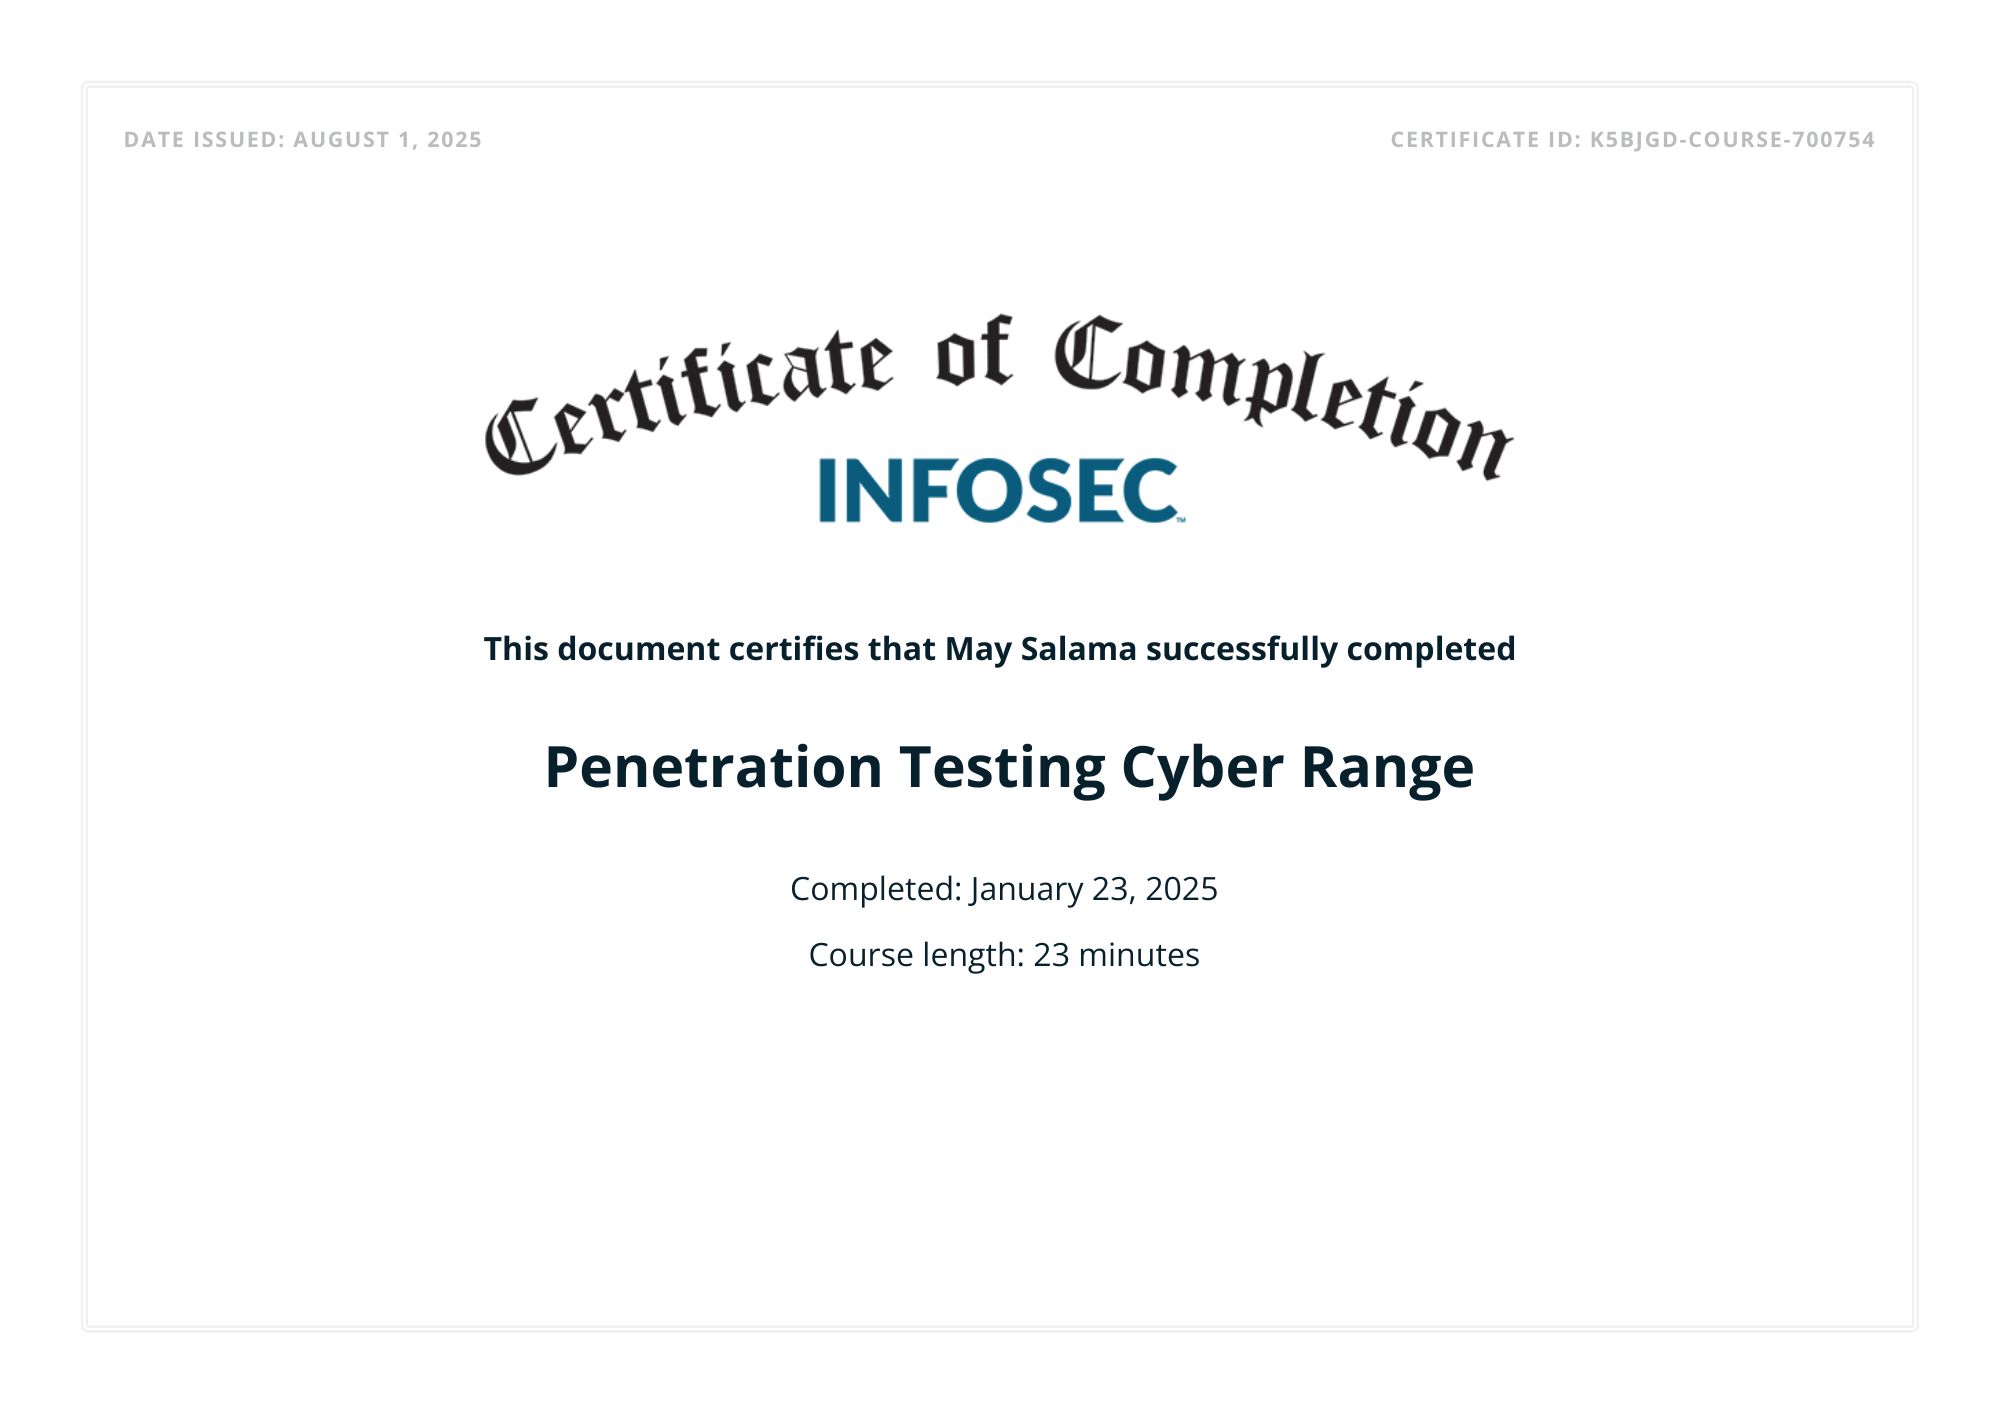 DATE ISSUED: AUGUST 1, 2025
CERTIFICATE ID: K5BJGD-COURSE-700754
Certificate of Completion
INFOSEC™
This document certifies that May Salama successfully completed
Penetration Testing Cyber Range
Completed: January 23, 2025
Course length: 23 minutes